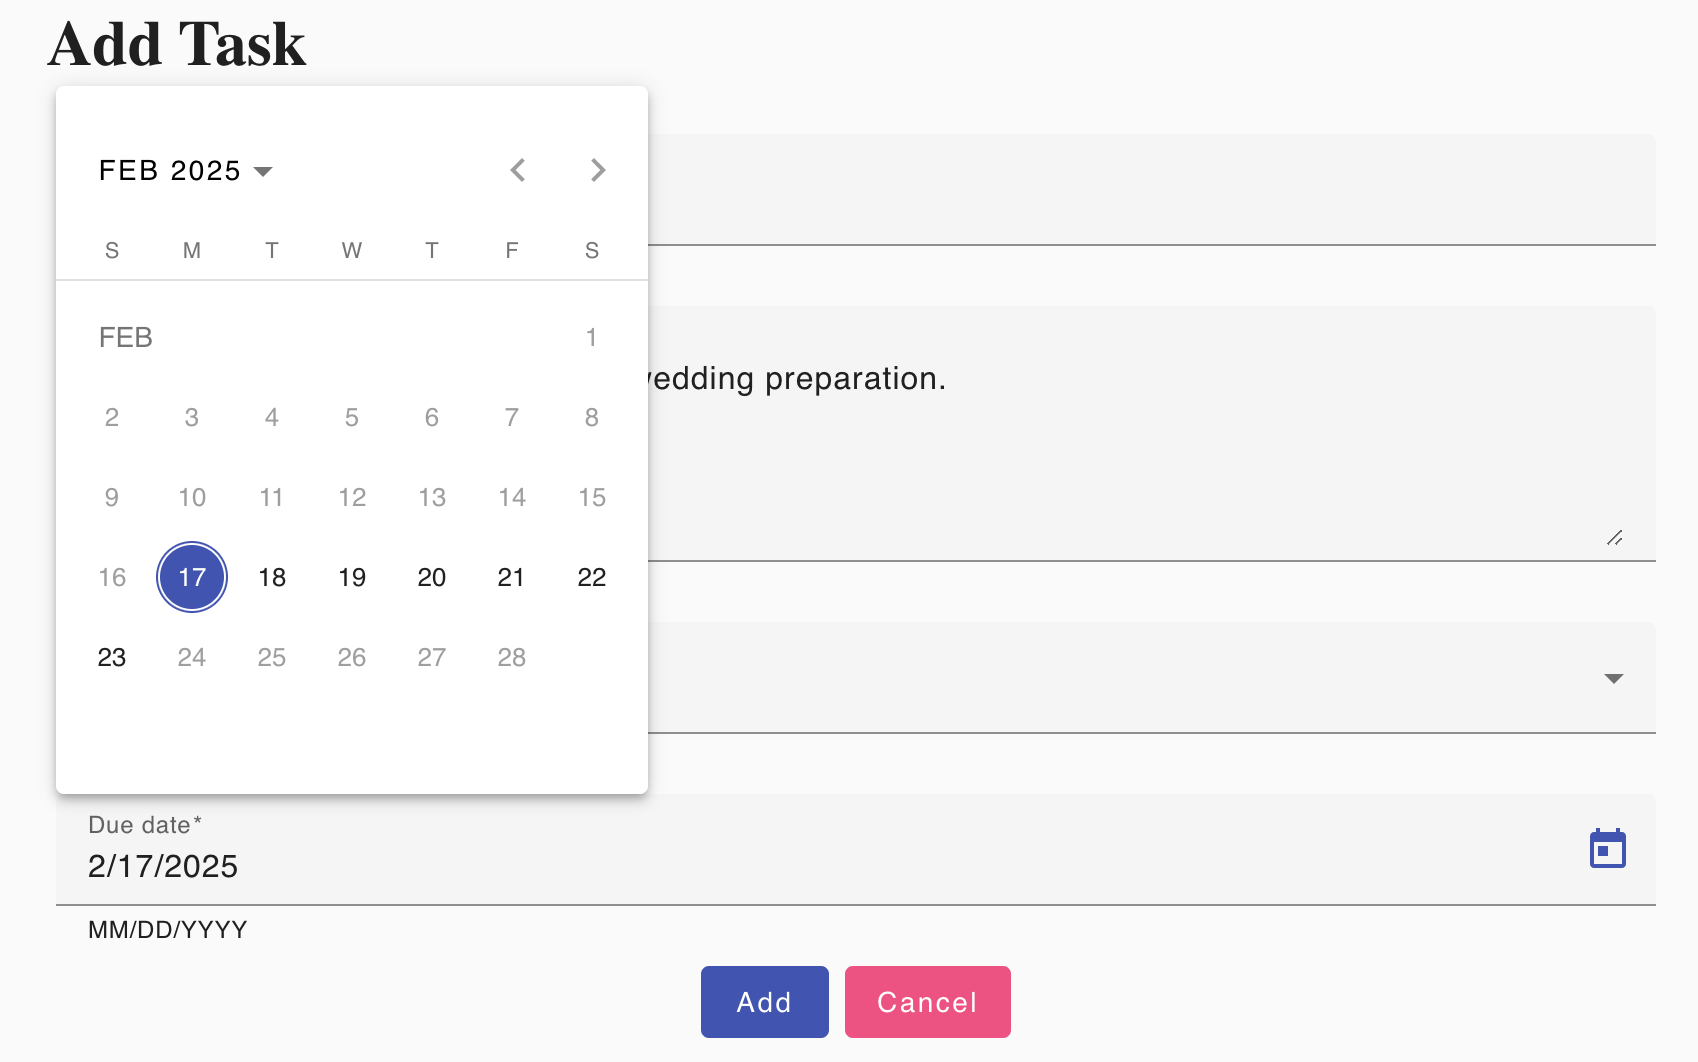 Add Task
FEB 2025
S M T W T F S
FEB 1
2 3 4 5 6 7 8
9 10 11 12 13 14 15
16 17 18 19 20 21 22
23 24 25 26 27 28
preparation.
Due date*
2/17/2025
MM/DD/YYYY
Add Cancel